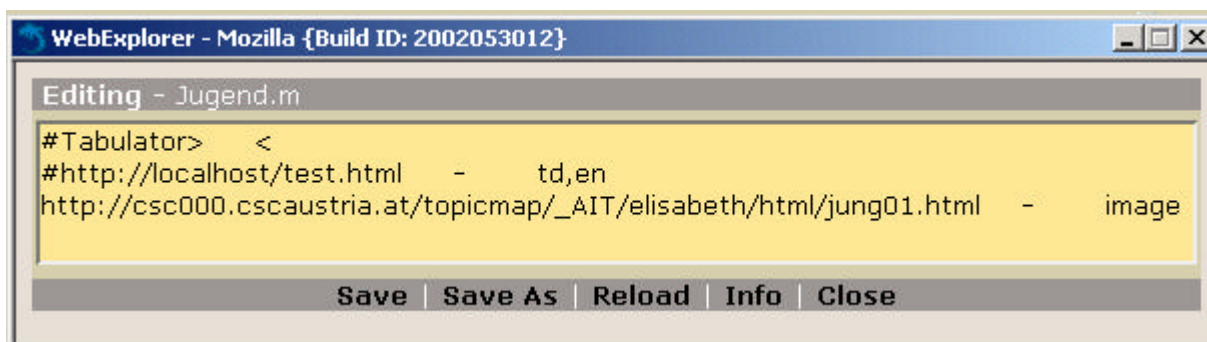 WebExplorer - Mozilla {Build ID: 2002053012}
Editing - Jugend.m
#Tabulator> <
#http://localhost/test.html - td,en
http://csc000.cscaustria.at/topicmap/_AIT/elisabeth/html/jung01.html - image
Save | Save As | Reload | Info | Close